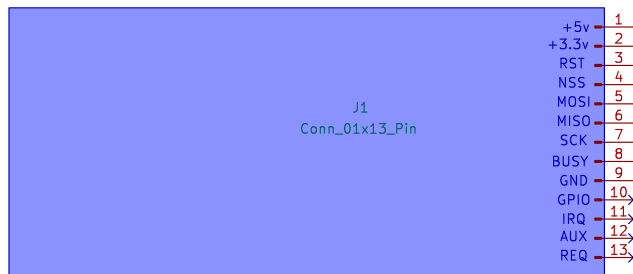 +5v 1
+3.3v 2
RST 3
NSS 4
J1
MOSI 5
Conn_01x13_Pin
MISO 6
SCK 7
BUSY 8
GND 9
GPIO 10
IRQ 11
AUX 12
REQ 13